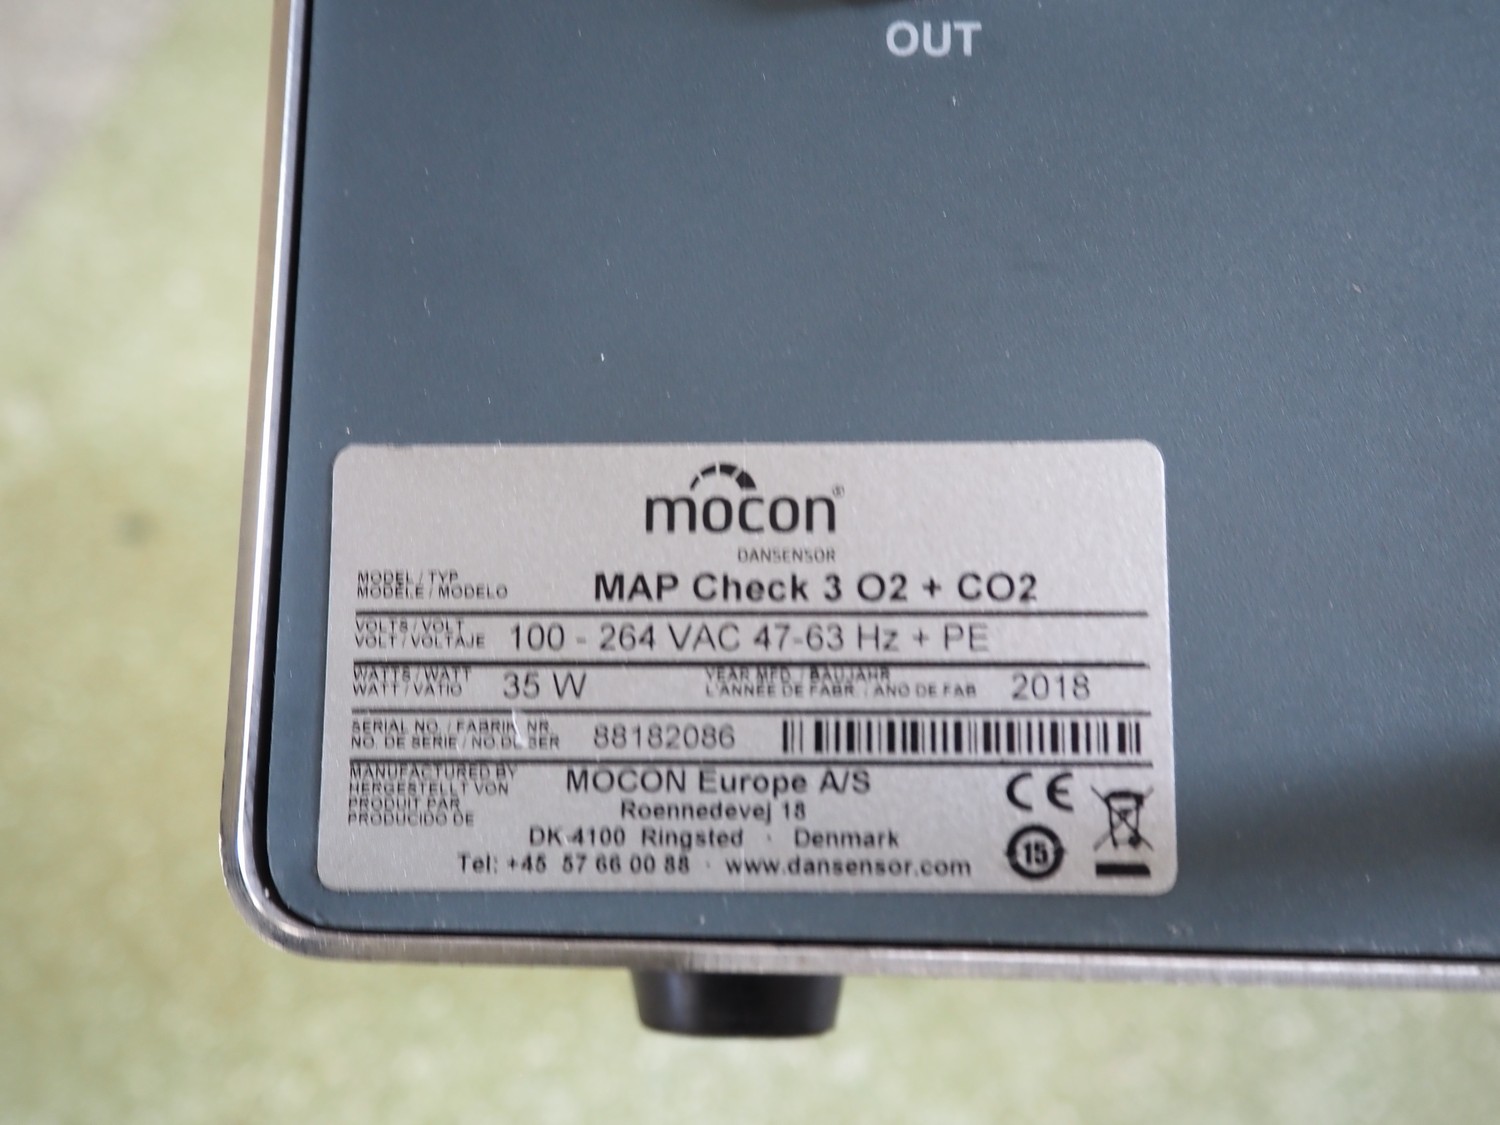 OUT
mocon®
DANSENSOR
MODEL / TYP
MODÈLE / MODELO
MAP Check 3 O2 + CO2
VOLTS / VOLT
VOLT / VOLTAJE
100 - 264 VAC 47-63 Hz + PE
WATTS / WATT
WATT / VATIO
35 W
YEAR MFD. / BAUJAHR
L'ANNÉE DE FABR. / ANO DE FAB
2018
SERIAL NO. / FABRIK NR.
NO. DE SERIE / NO. DE SER
88182086
MANUFACTURED BY
HERGESTELLT VON
PRODUIT PAR
PRODUCIDO DE
MOCON Europe A/S
Roennedevej 18
DK-4100 Ringsted · Denmark
Tel: +45 57 66 00 88 · www.dansensor.com
CE
15